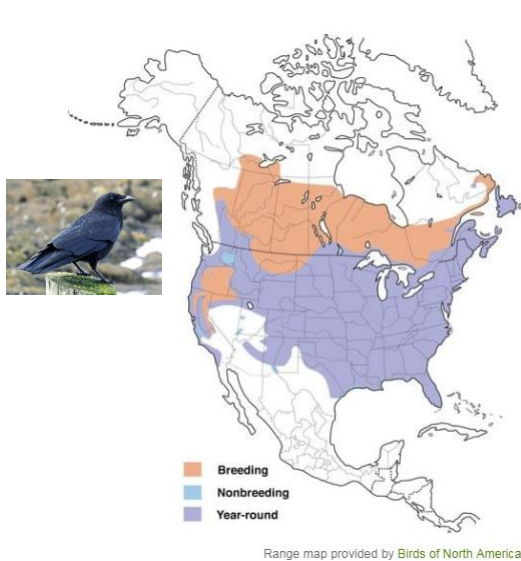 Breeding
Nonbreeding
Year-round
Range map provided by Birds of North America